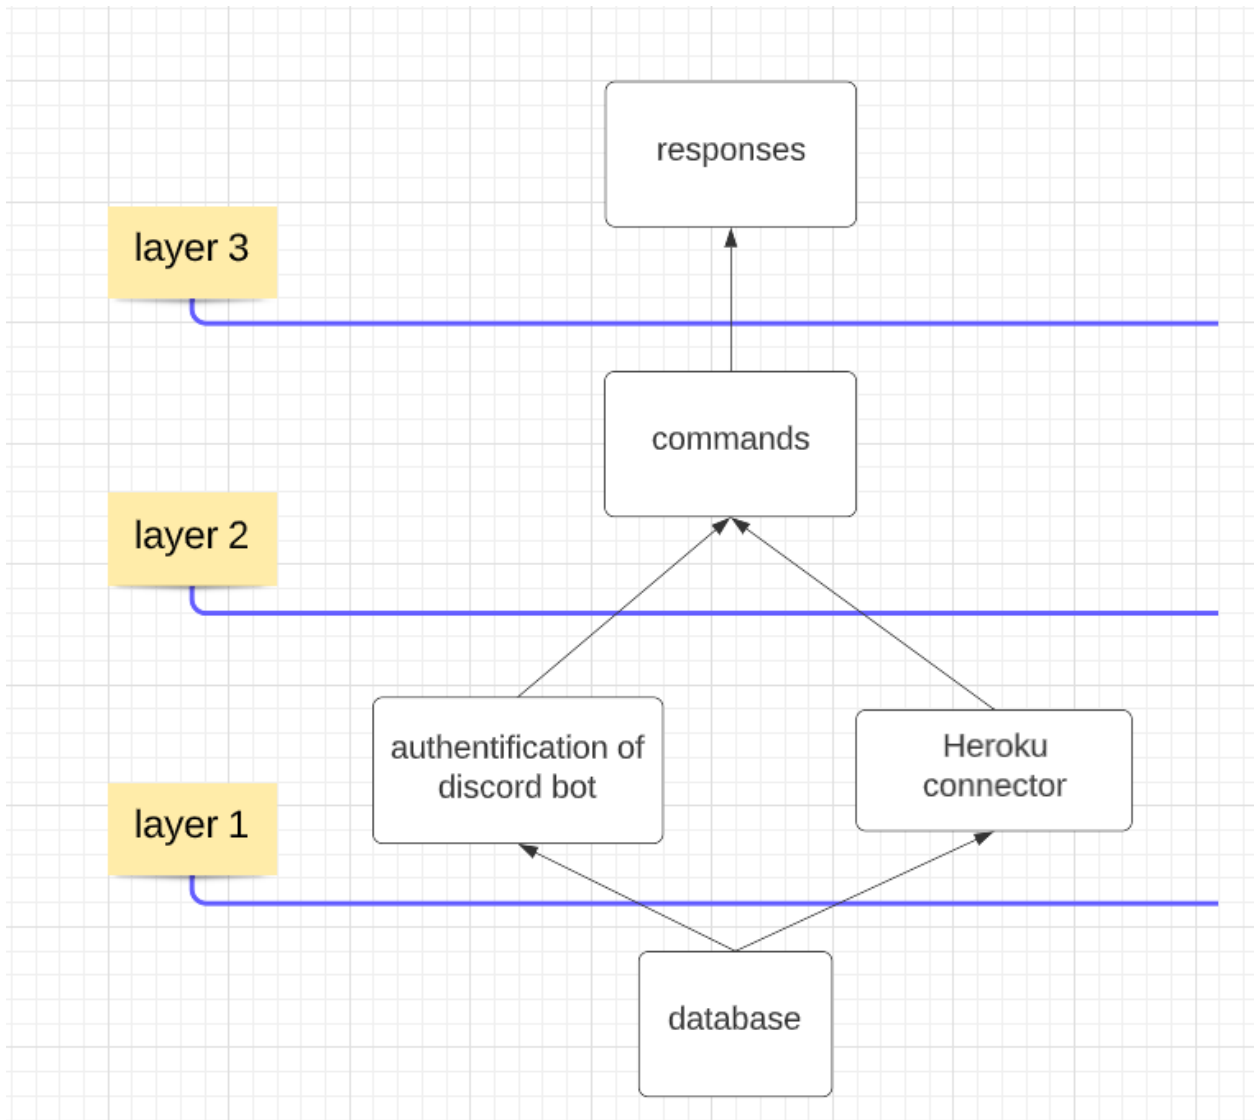 responses
layer 3
commands
layer 2
authentification of
discord bot
Heroku
connector
layer 1
database